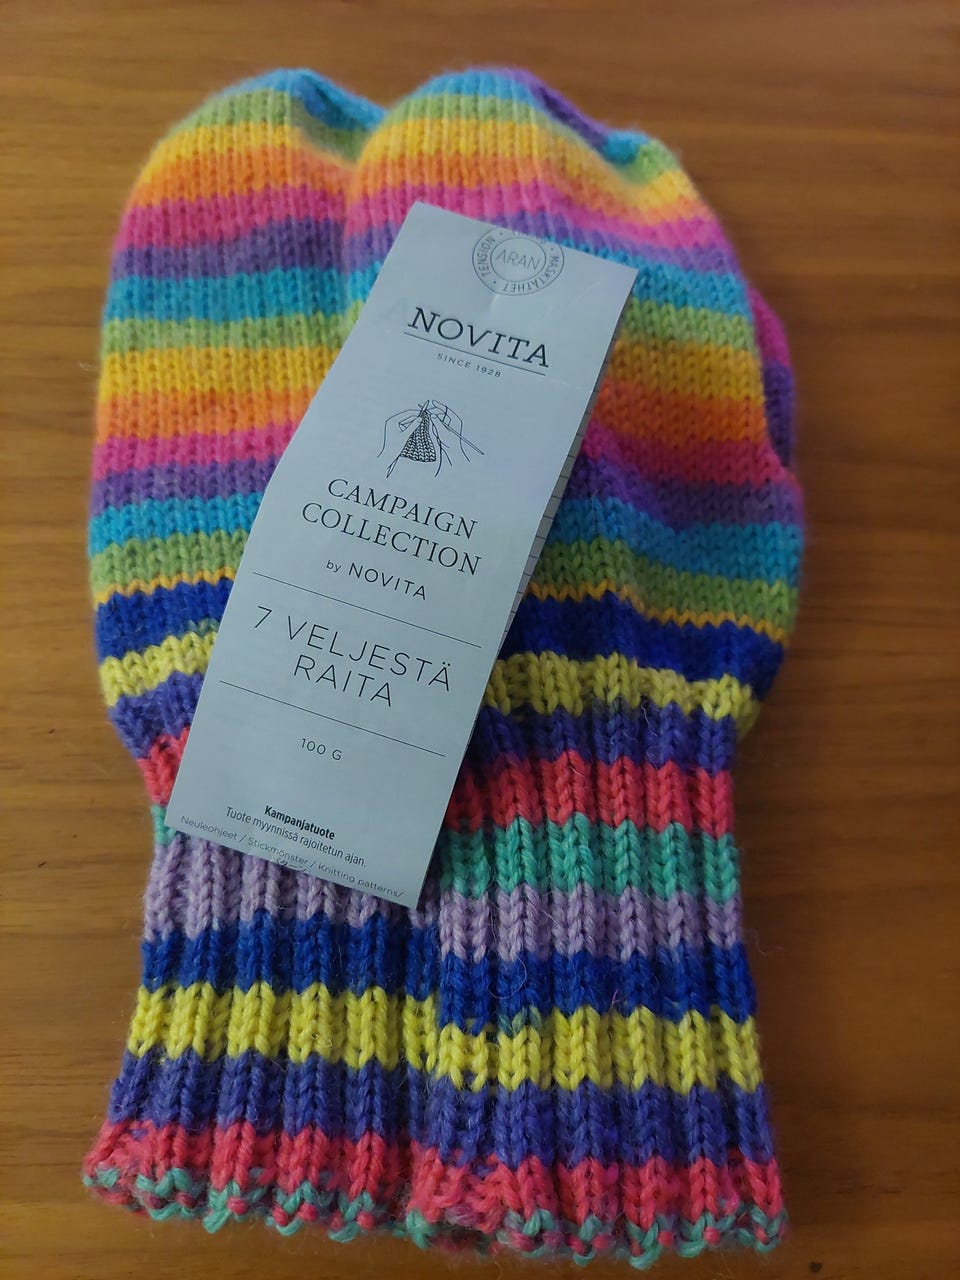 TENSION · ARAN · MASKTÄTHET ·
NOVITA
SINCE 1928
CAMPAIGN
COLLECTION
by NOVITA
7 VELJESTÄ
RAITA
100 G
Kampanjatuote
Tuote myynnissä rajoitetun ajan.
Neuleohjeet / Stickmönster / Knitting patterns/